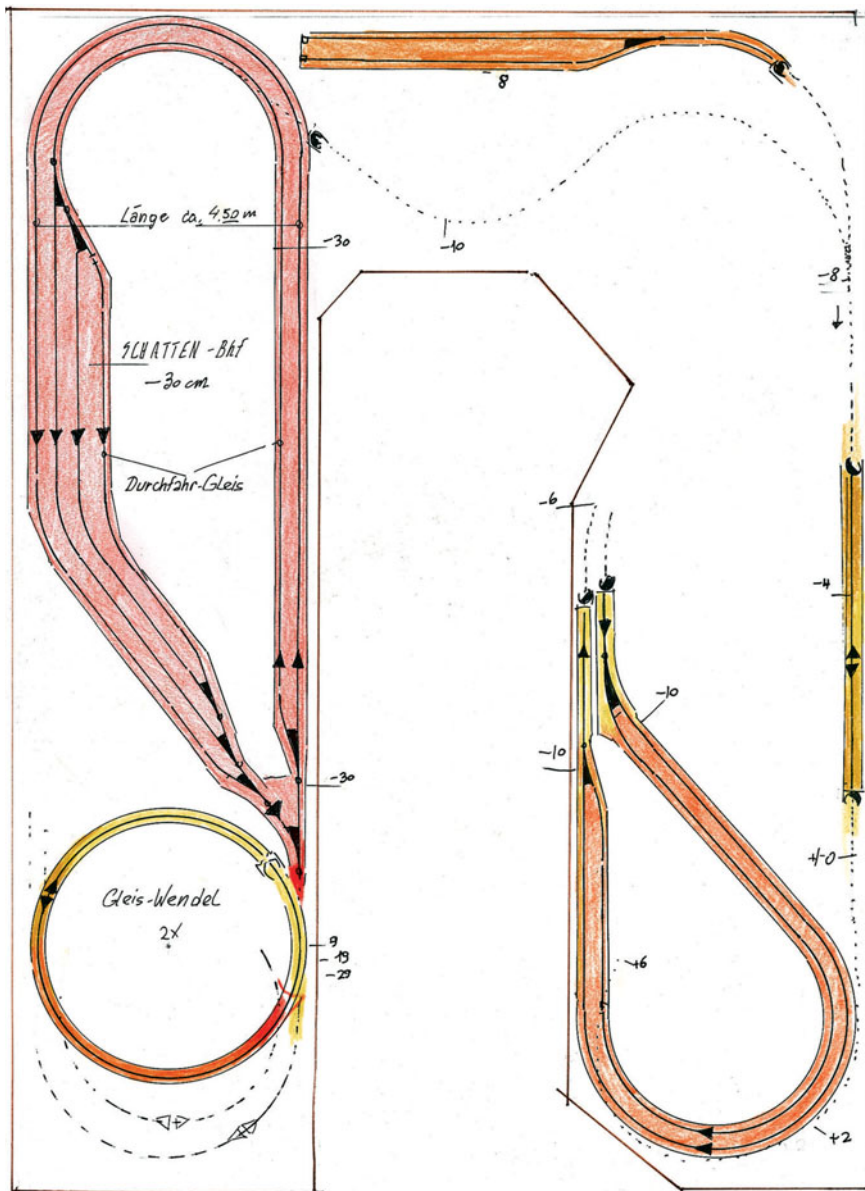 -8
Länge ca. 4.50 m
-30
-10
-8
SCHATTEN-Bhf
-30 cm
Durchfahr-Gleis
-6
-4
-10
-10
-30
+/-0
Gleis-Wendel
2x
-9
-19
-29
+6
+2